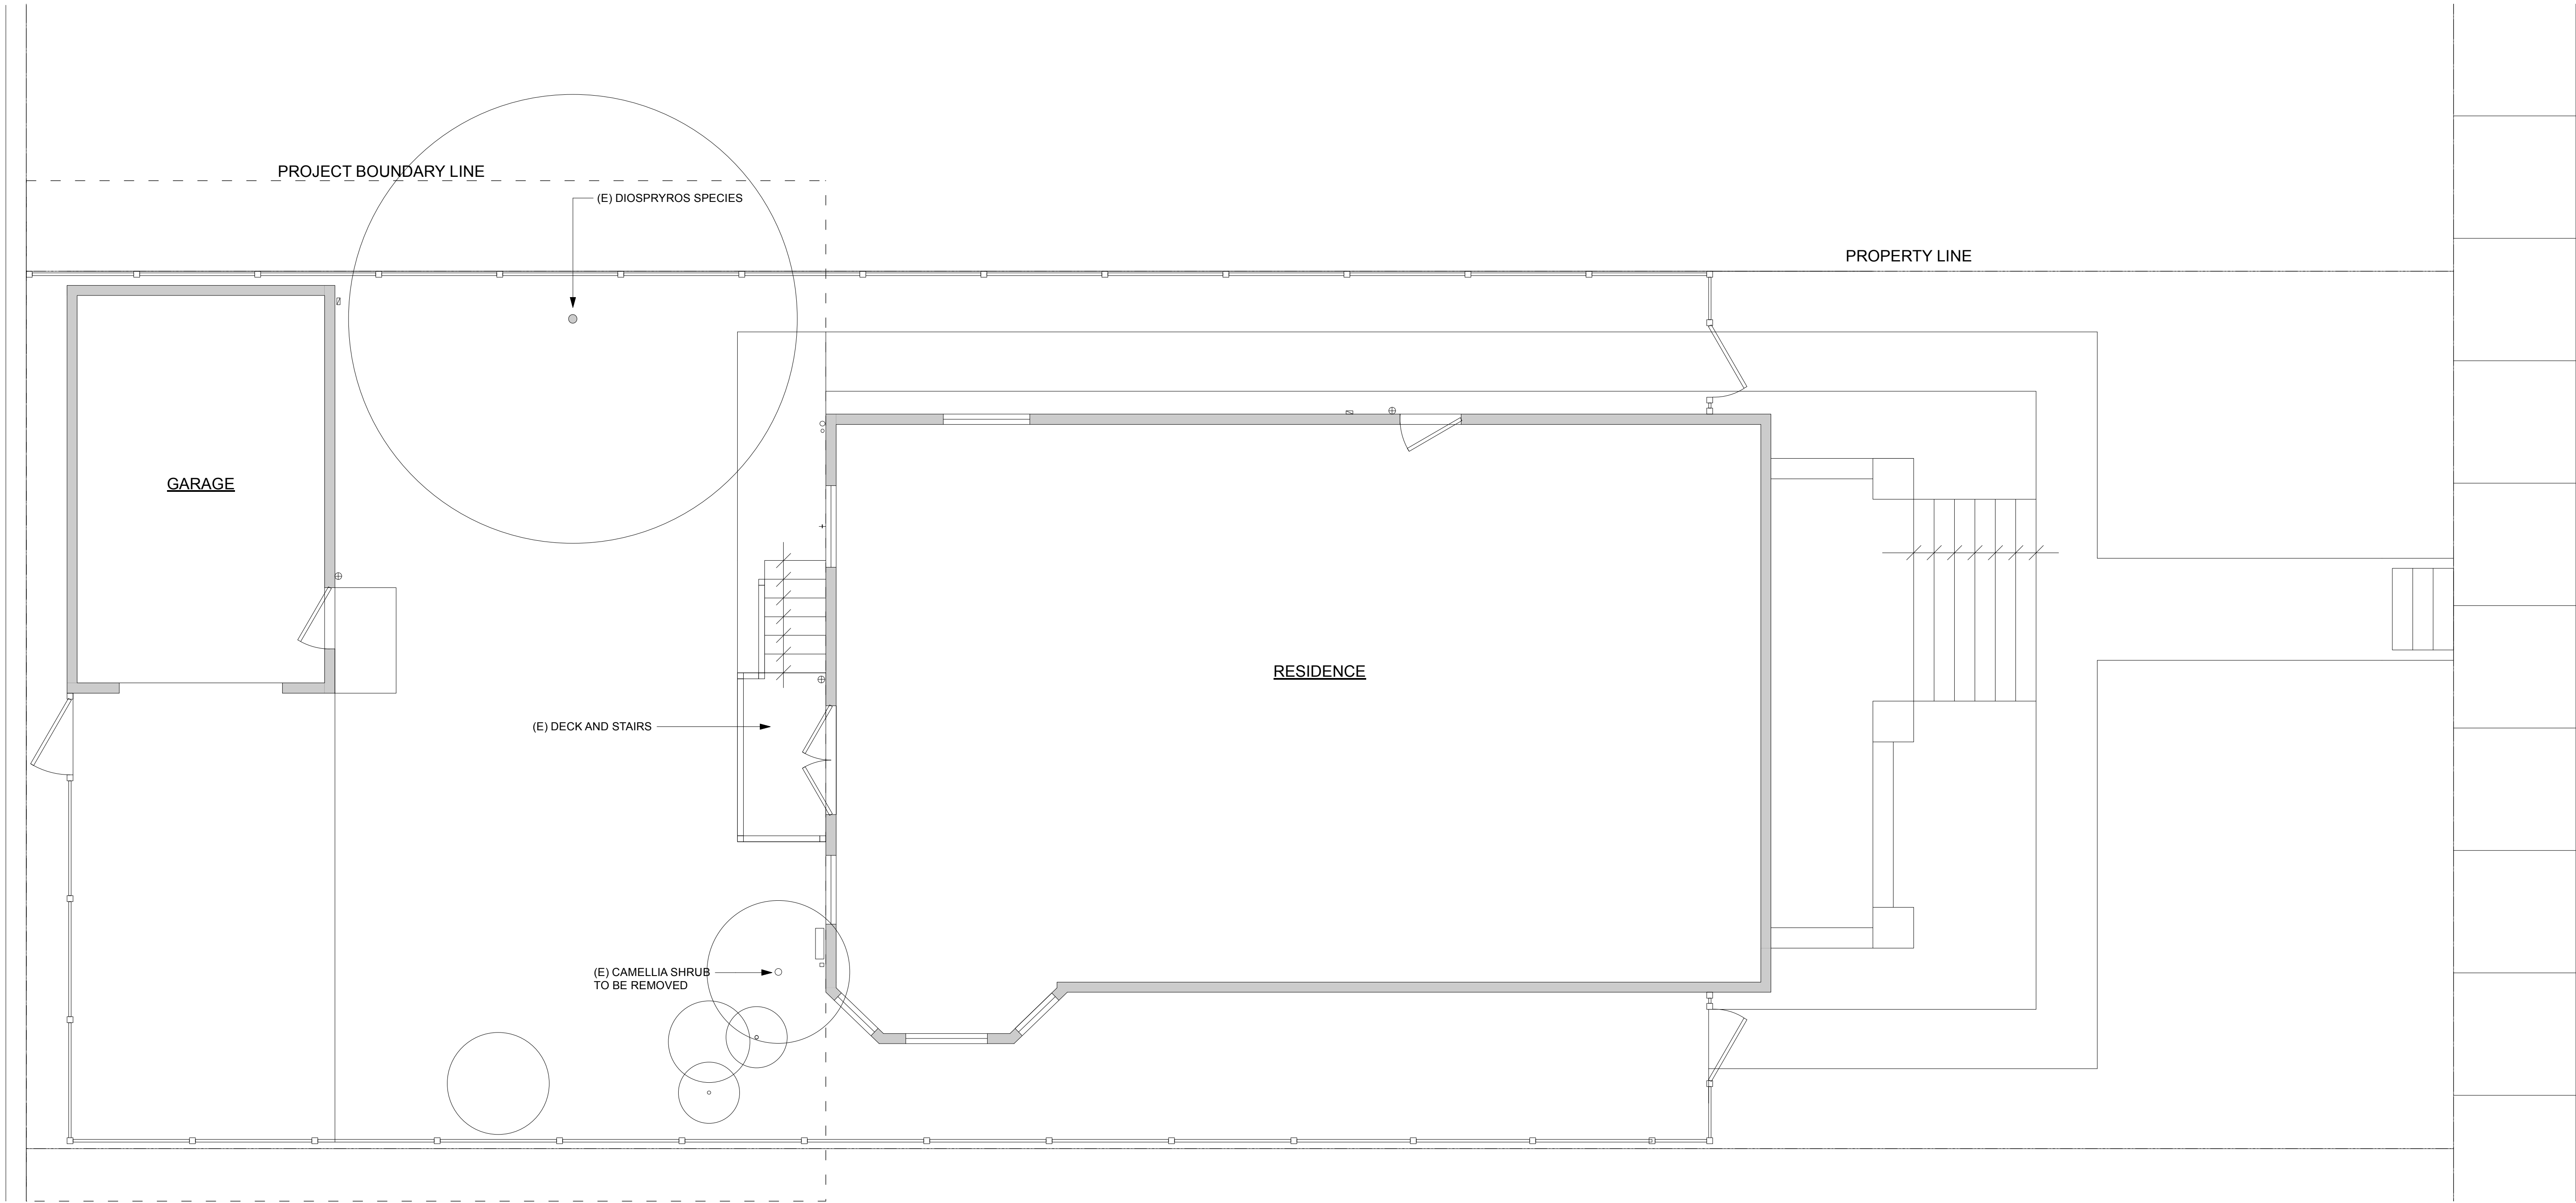 PROJECT BOUNDARY LINE
(E) DIOSPRYROS SPECIES
PROPERTY LINE
GARAGE
RESIDENCE
(E) DECK AND STAIRS
(E) CAMELLIA SHRUB
TO BE REMOVED